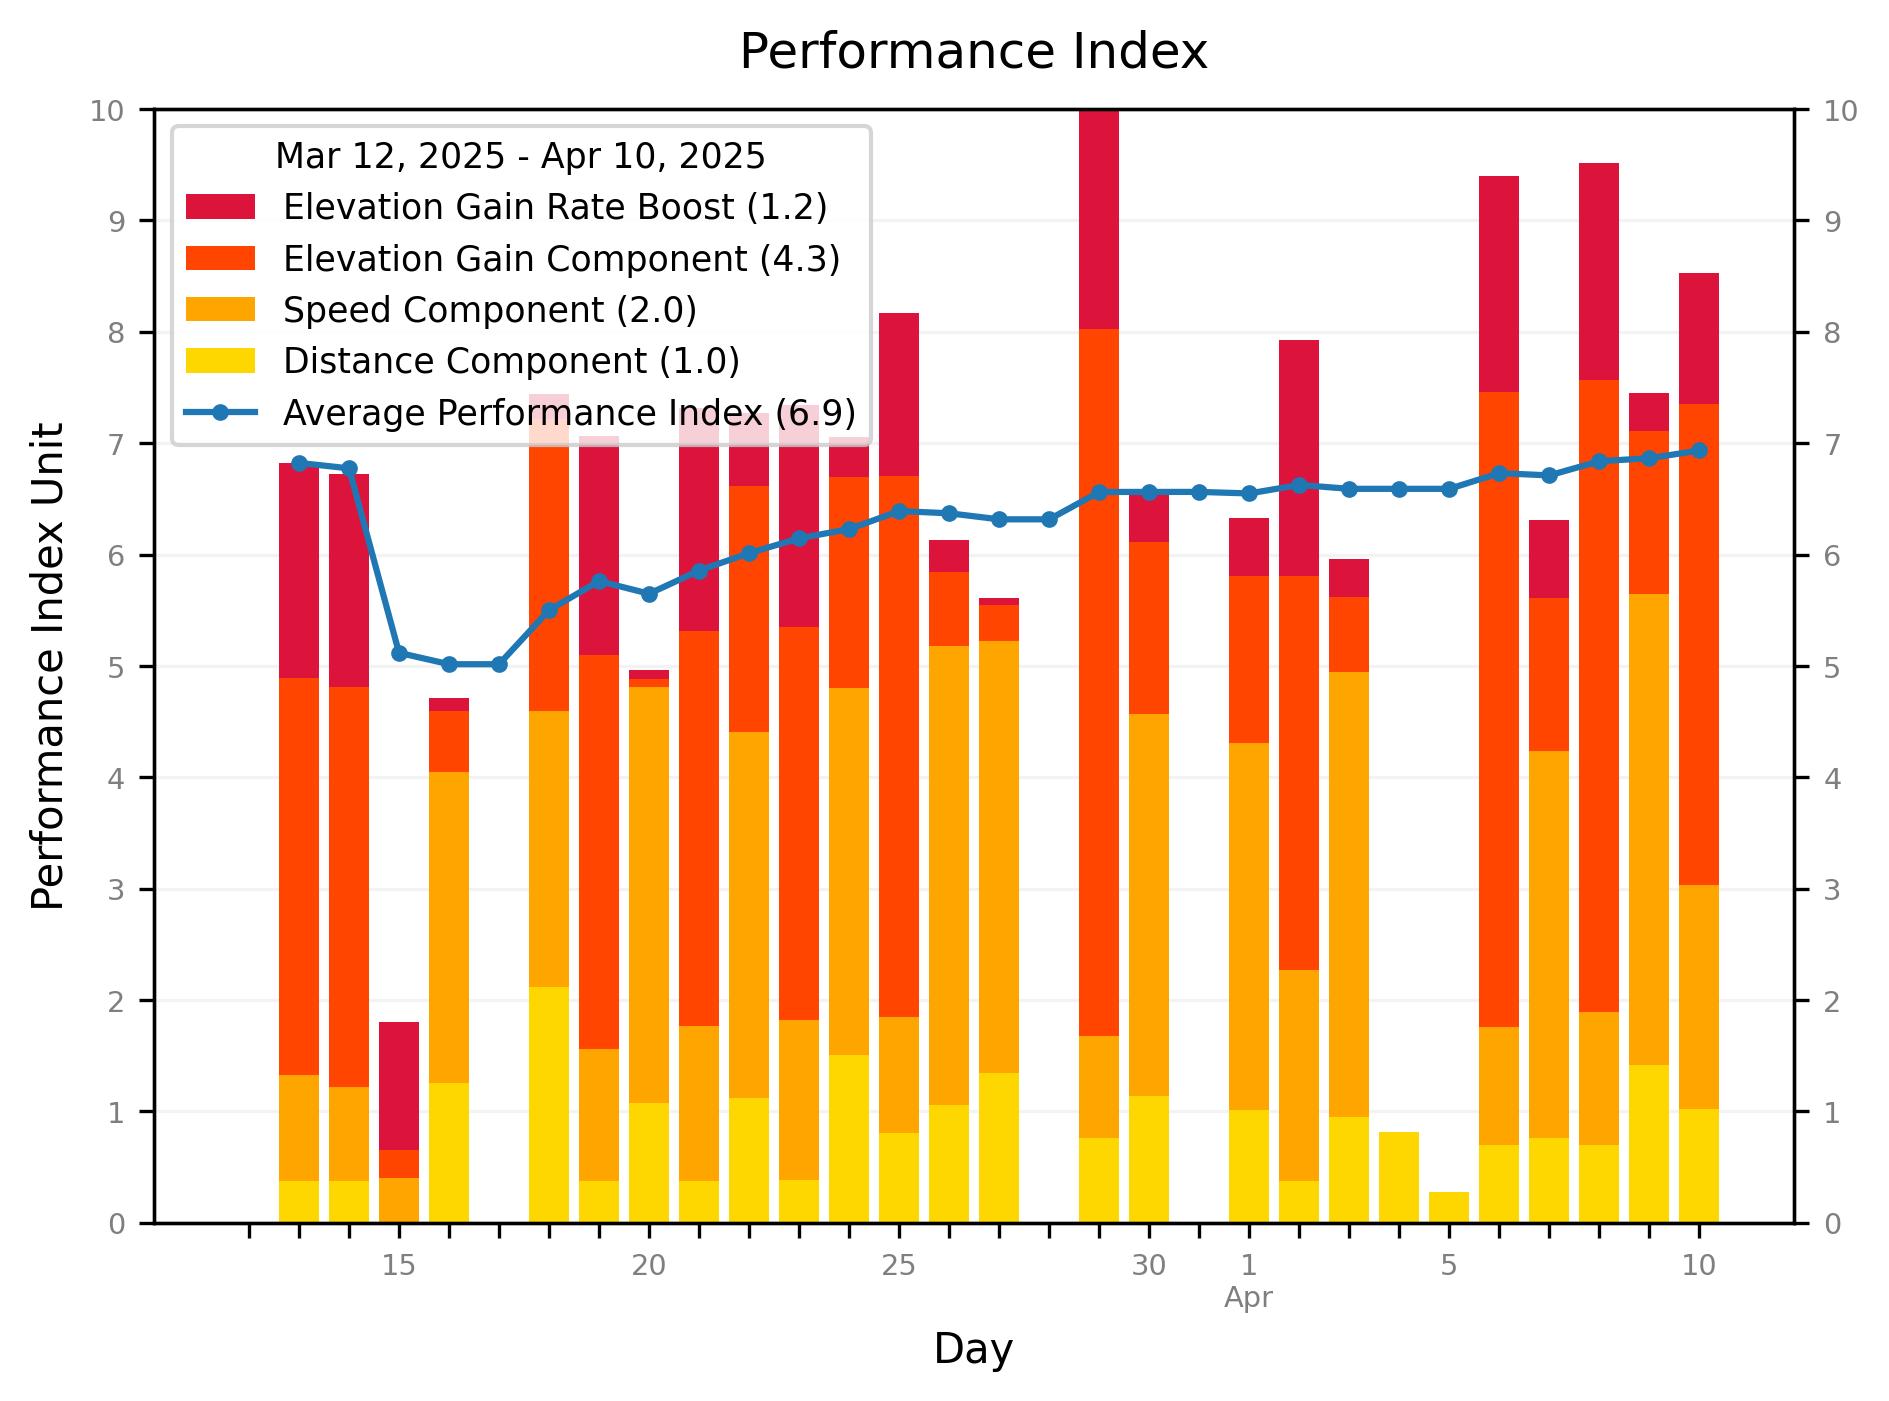 Performance Index
Mar 12, 2025 - Apr 10, 2025
Elevation Gain Rate Boost (1.2)
Elevation Gain Component (4.3)
Speed Component (2.0)
Distance Component (1.0)
Average Performance Index (6.9)
Performance Index Unit
10
9
8
7
6
5
4
3
2
1
0
10
9
8
7
6
5
4
3
2
1
0
15 20 25 30 1 5 10
Apr
Day